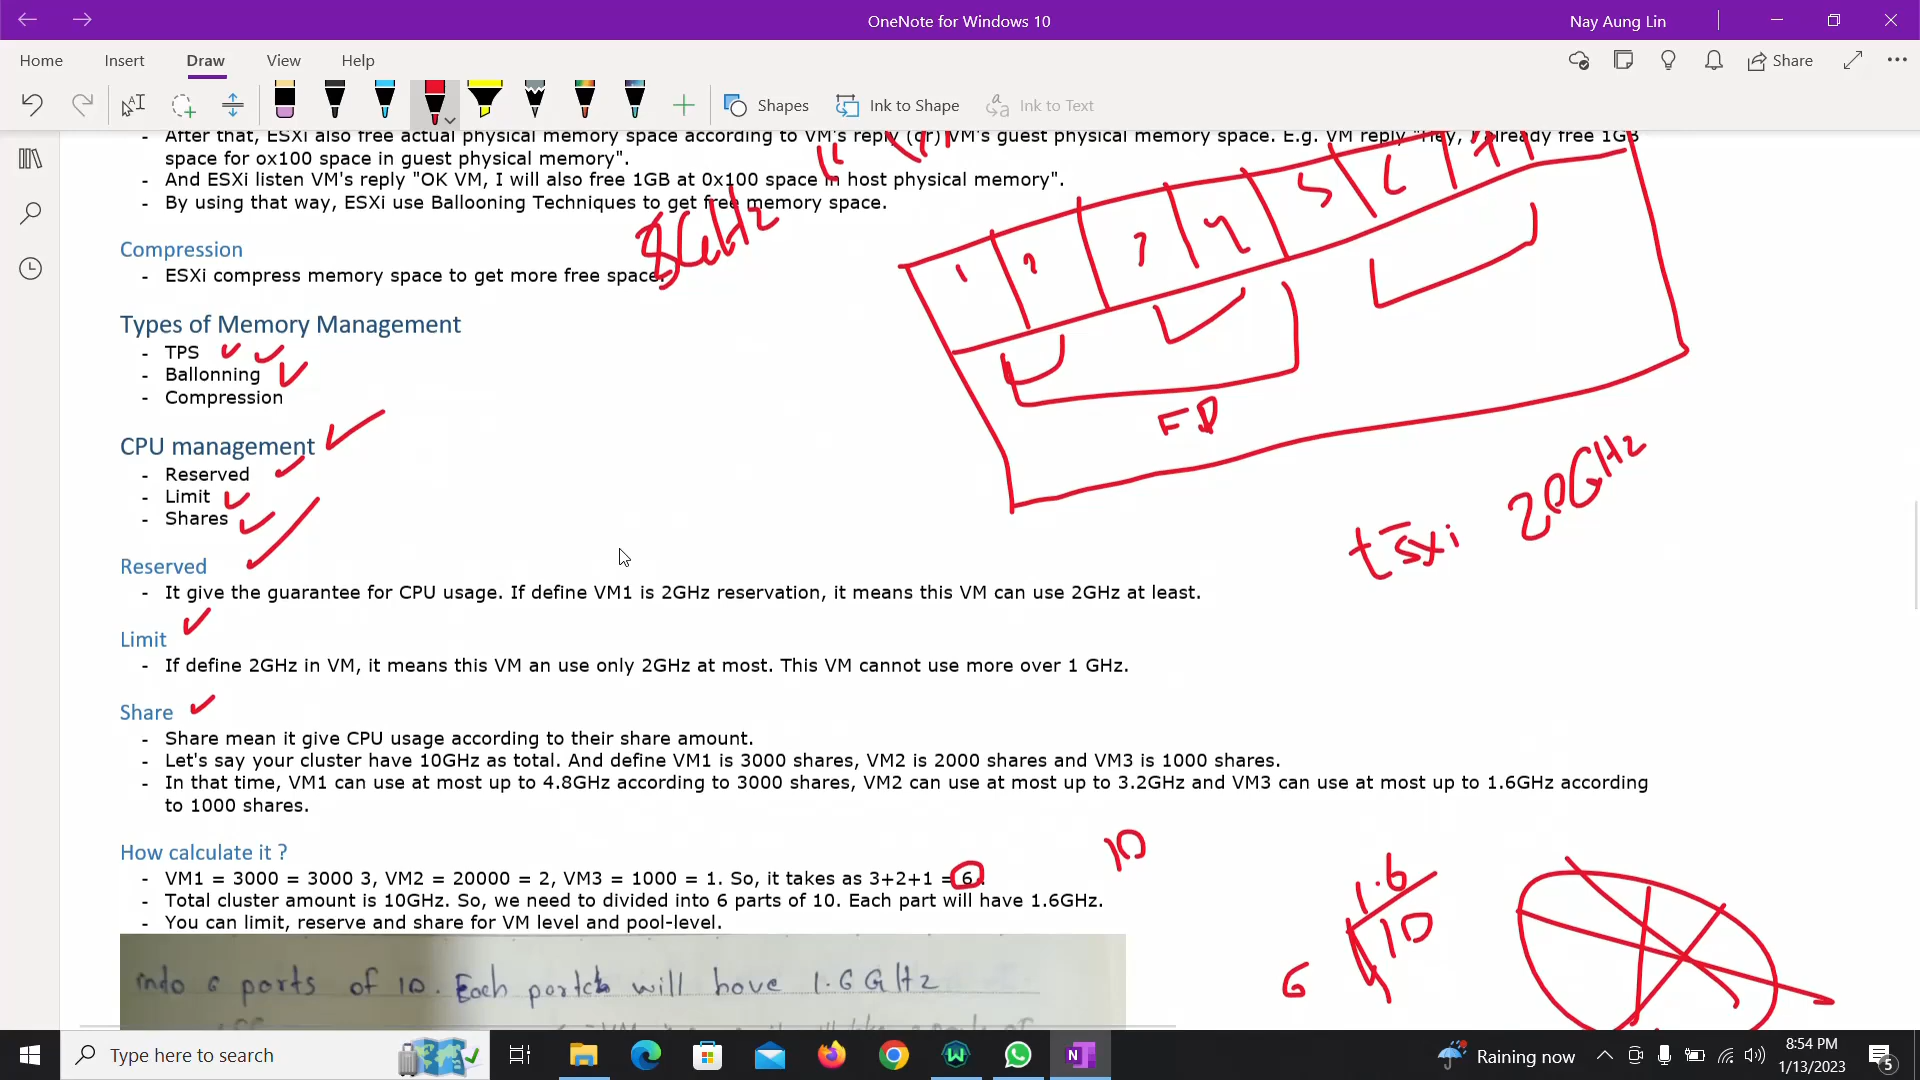 OneNote for Windows 10
Nay Aung Lin
Home Insert Draw View Help
Share
Shapes Ink to Shape Ink to Text
- After that, ESXi also free actual physical memory space according to VM's reply (or) VM's guest physical memory space. E.g. VM reply "Hey, I already free 1GB
space for ox100 space in guest physical memory".
- And ESXi listen VM's reply "OK VM, I will also free 1GB at 0x100 space in host physical memory".
- By using that way, ESXi use Ballooning Techniques to get free memory space.
8GHz
1 2 3 4 5 6 7
Compression
- ESXi compress memory space to get more free space.
Types of Memory Management
- TPS
- Ballonning
- Compression
FD
CPU management
- Reserved
- Limit
- Shares
ESXi 20GHz
Reserved
- It give the guarantee for CPU usage. If define VM1 is 2GHz reservation, it means this VM can use 2GHz at least.
Limit
- If define 2GHz in VM, it means this VM an use only 2GHz at most. This VM cannot use more over 1 GHz.
Share
- Share mean it give CPU usage according to their share amount.
- Let's say your cluster have 10GHz as total. And define VM1 is 3000 shares, VM2 is 2000 shares and VM3 is 1000 shares.
- In that time, VM1 can use at most up to 4.8GHz according to 3000 shares, VM2 can use at most up to 3.2GHz and VM3 can use at most up to 1.6GHz according
to 1000 shares.
10
How calculate it ?
- VM1 = 3000 = 3000 3, VM2 = 20000 = 2, VM3 = 1000 = 1. So, it takes as 3+2+1 = 6.
- Total cluster amount is 10GHz. So, we need to divided into 6 parts of 10. Each part will have 1.6GHz.
- You can limit, reserve and share for VM level and pool-level.
1.6
10
6
into 6 parts of 10. Each part will have 1.6 GHz
Type here to search
Raining now
8:54 PM
1/13/2023
5